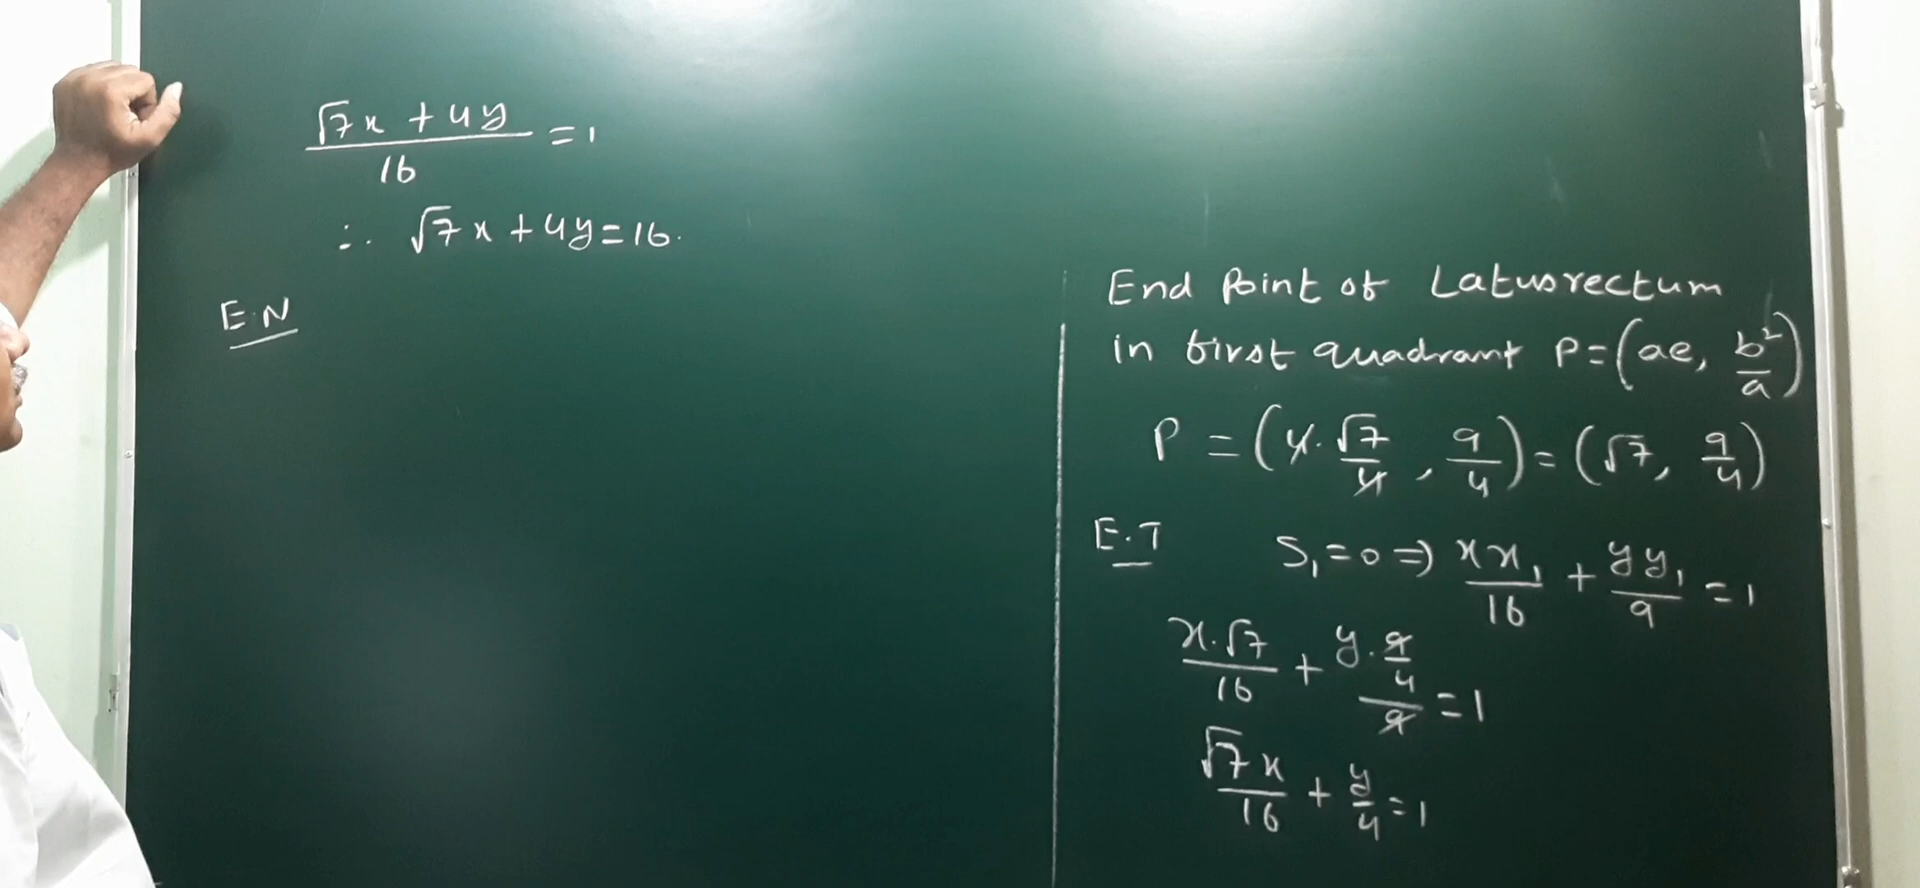 (√7x + 4y)/16 = 1
∴ √7x + 4y = 16.
E.N
End Point of Latusrectum
in first quadrant P = (ae, b²/a)
P = (4·√7/4, 9/4) = (√7, 9/4)
E.T S₁ = 0 ⇒ xx₁/16 + yy₁/9 = 1
x.√7/16 + (y.9/4)/9 = 1
√7x/16 + y/4 = 1